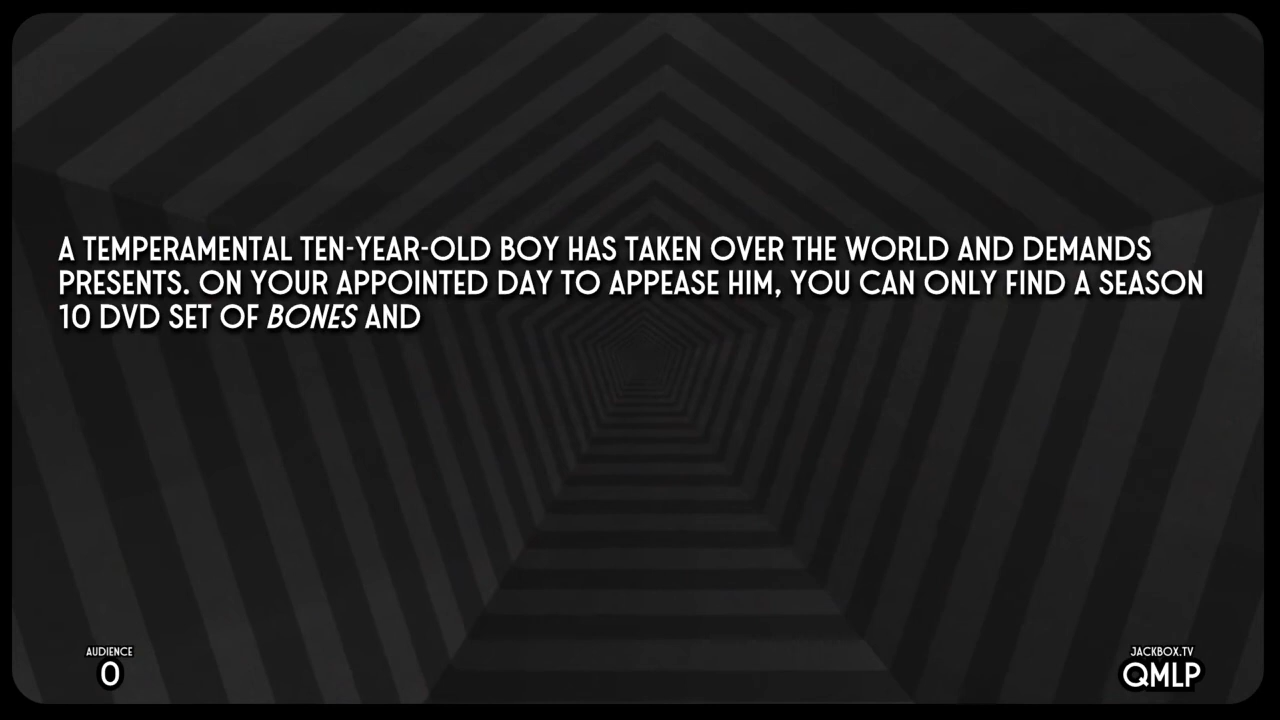 A TEMPERAMENTAL TEN-YEAR-OLD BOY HAS TAKEN OVER THE WORLD AND DEMANDS
PRESENTS. ON YOUR APPOINTED DAY TO APPEASE HIM, YOU CAN ONLY FIND A SEASON
10 DVD SET OF BONES AND
AUDIENCE
0
JACKBOX.TV
QMLP